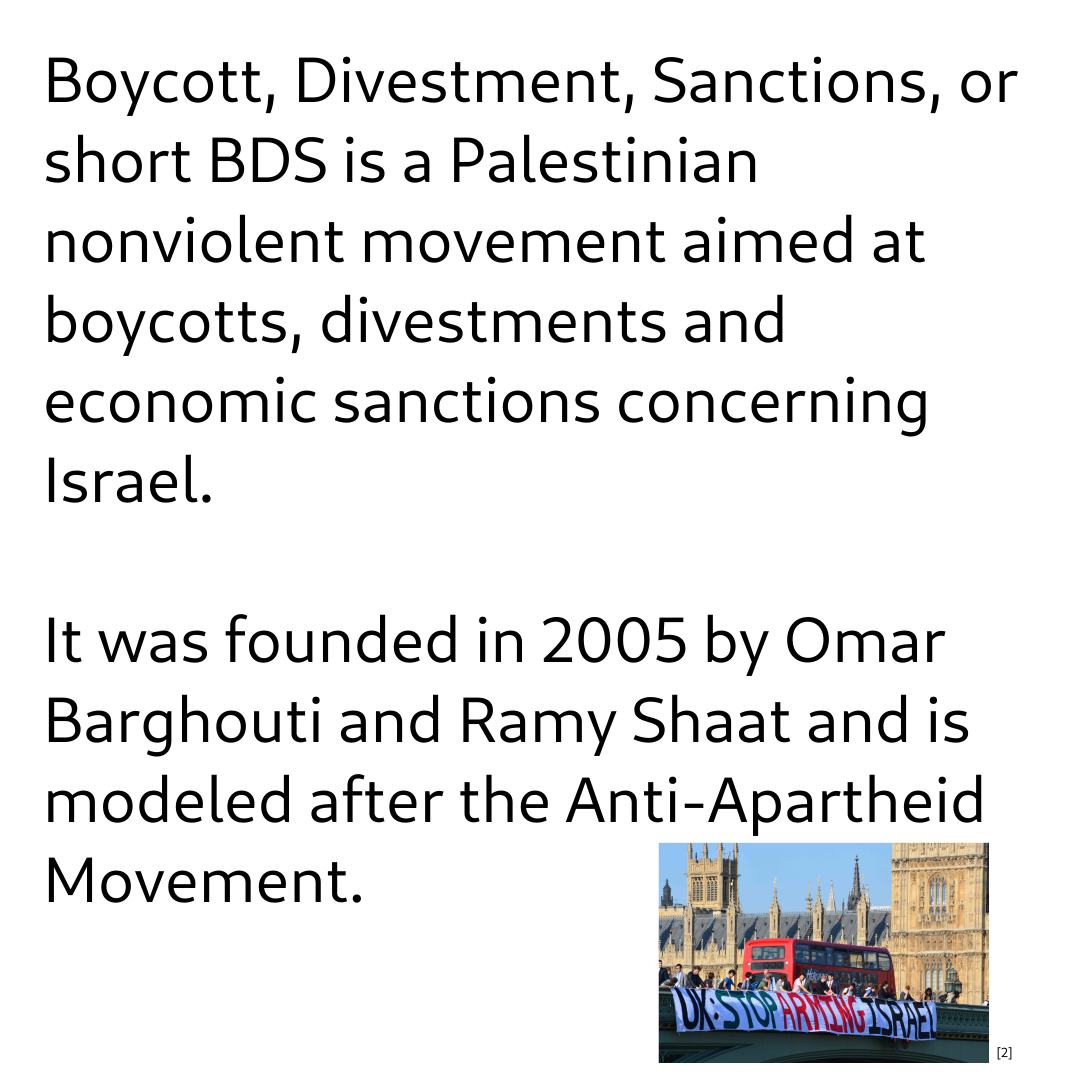 Boycott, Divestment, Sanctions, or
short BDS is a Palestinian
nonviolent movement aimed at
boycotts, divestments and
economic sanctions concerning
Israel.
It was founded in 2005 by Omar
Barghouti and Ramy Shaat and is
modeled after the Anti-Apartheid
Movement.
UK: STOP ARMING ISRAEL
[2]